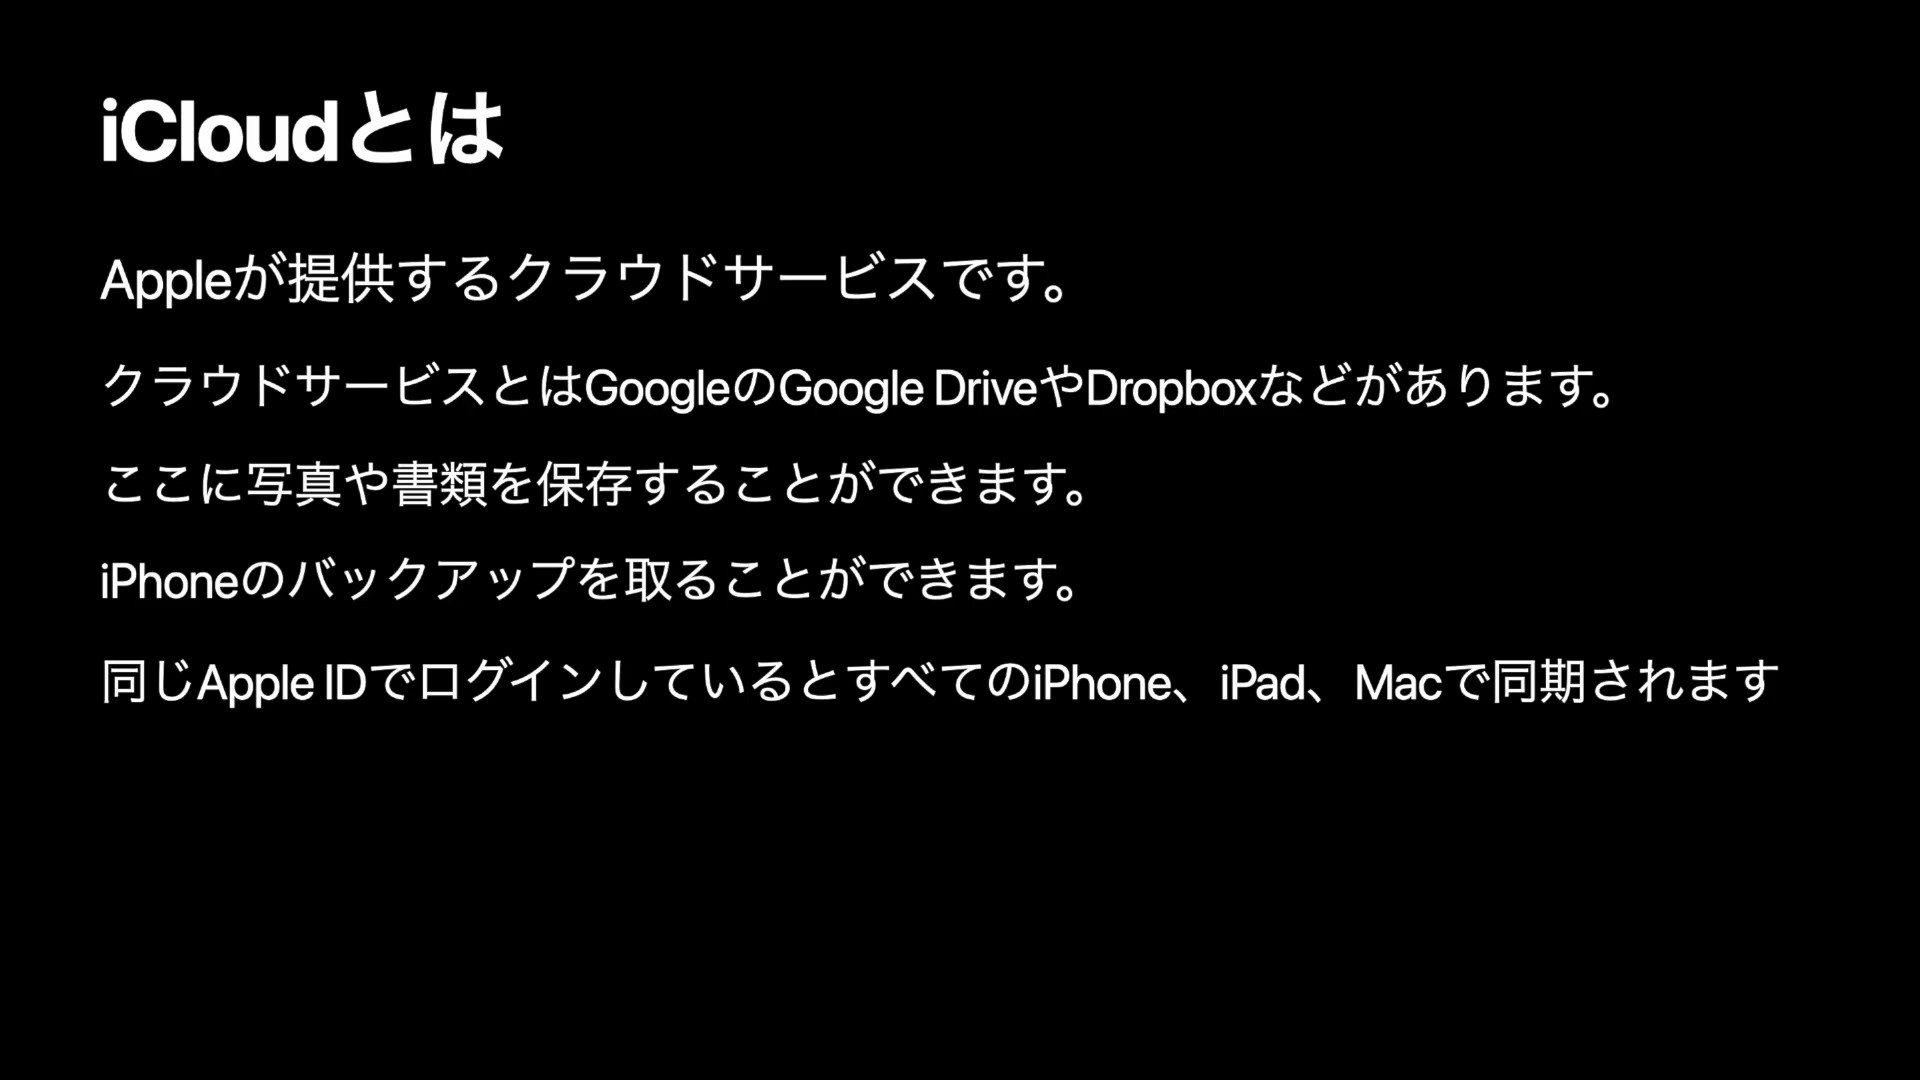 iCloudとは
Appleが提供するクラウドサービスです。
クラウドサービスとはGoogleのGoogle DriveやDropboxなどがあります。
ここに写真や書類を保存することができます。
iPhoneのバックアップを取ることができます。
同じApple IDでログインしているとすべてのiPhone、iPad、Macで同期されます